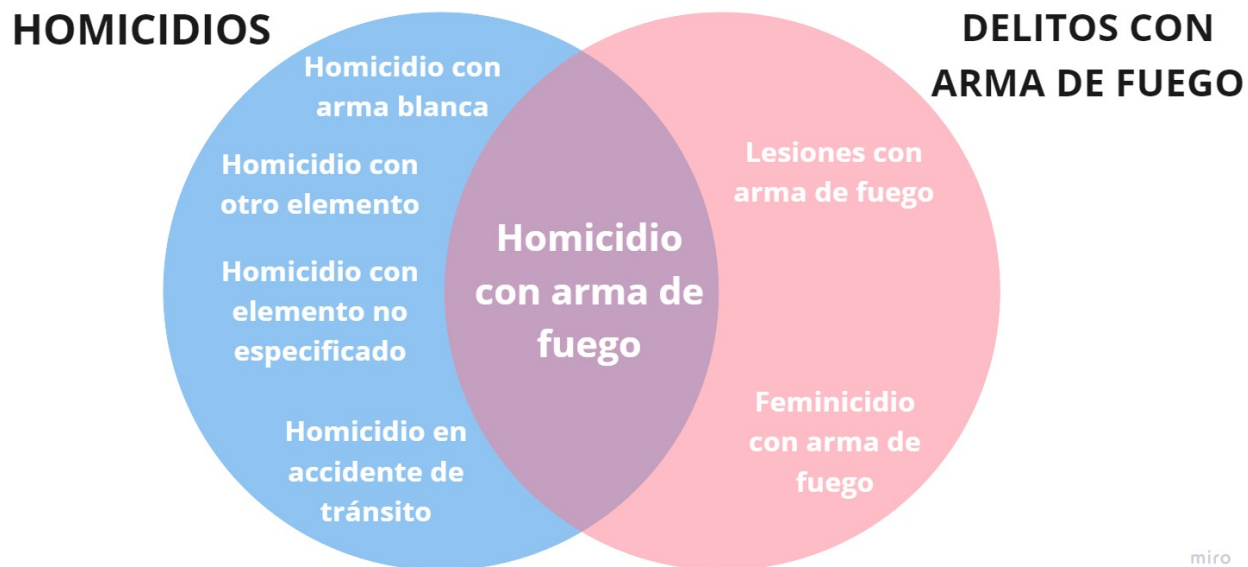 HOMICIDIOS
DELITOS CON
ARMA DE FUEGO
Homicidio con
arma blanca
Homicidio con
otro elemento
Homicidio con
elemento no
especificado
Homicidio en
accidente de
tránsito
Homicidio
con arma de
fuego
Lesiones con
arma de fuego
Feminicidio
con arma de
fuego
miro